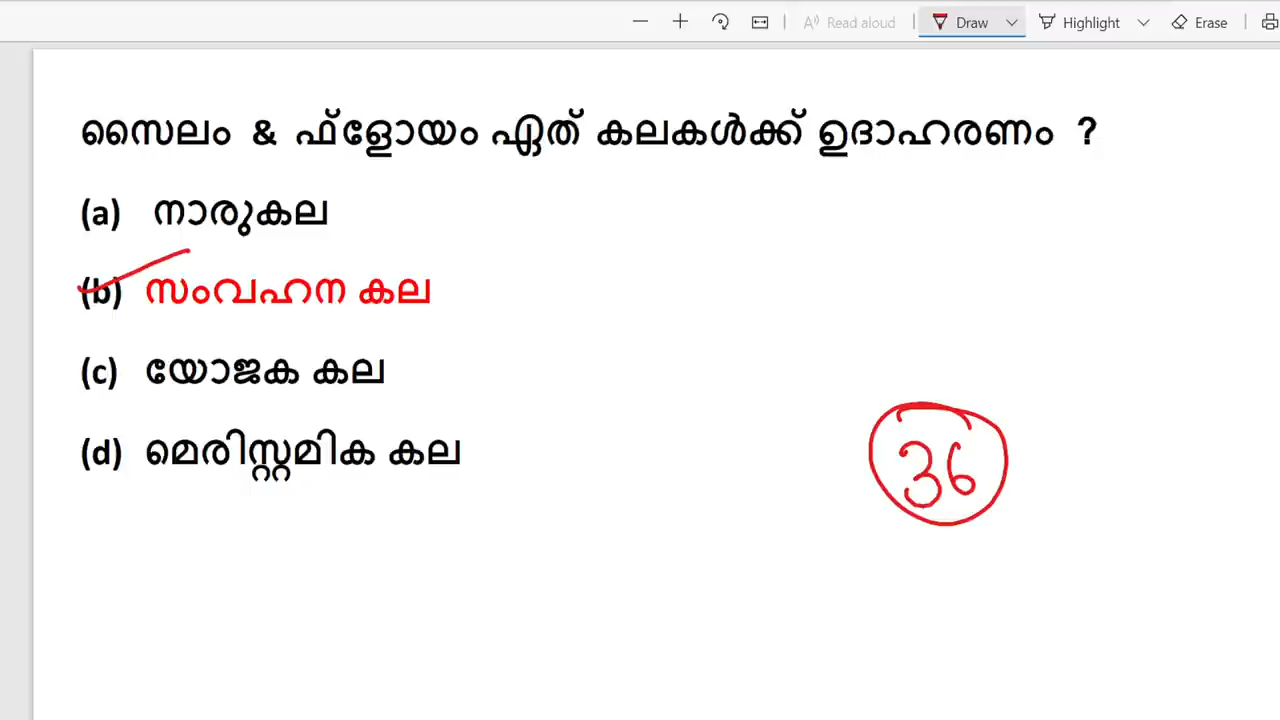 Read aloud Draw Highlight Erase
സൈലം & ഫ്ളോയം ഏത് കലകൾക്ക് ഉദാഹരണം ?
(a) നാരുകല
(b) സംവഹന കല
(c) യോജക കല
(d) മെരിസ്റ്റമിക കല
36